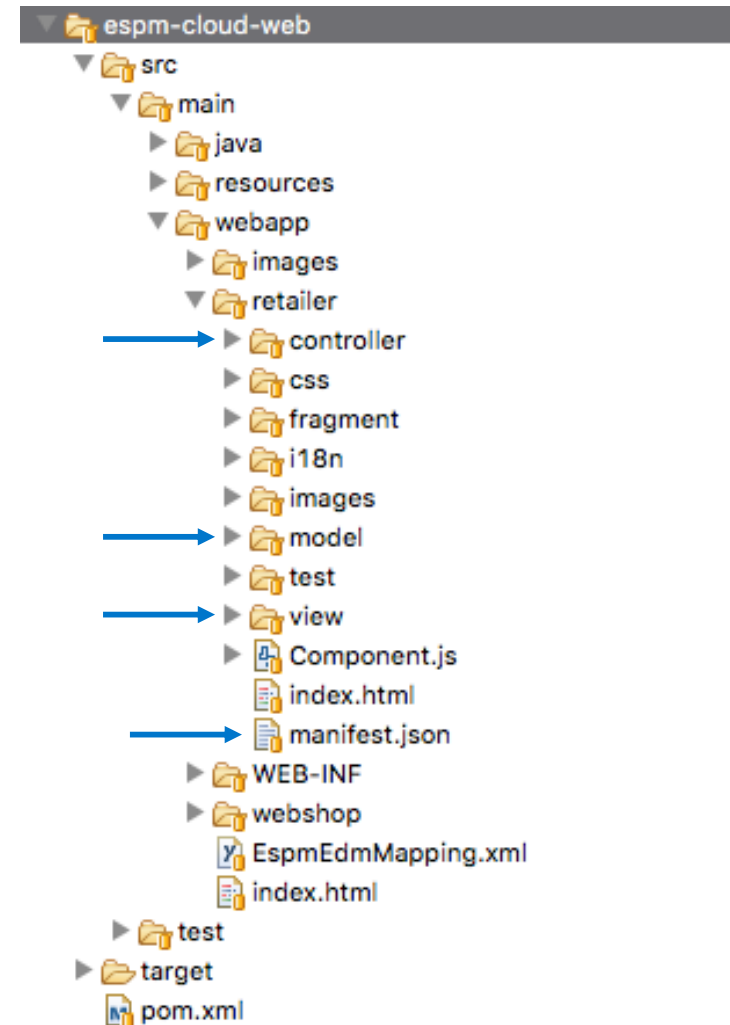 espm-cloud-web
src
main
java
resources
webapp
images
retailer
controller
css
fragment
i18n
images
model
test
view
Component.js
index.html
manifest.json
WEB-INF
webshop
EspmEdmMapping.xml
index.html
test
target
pom.xml